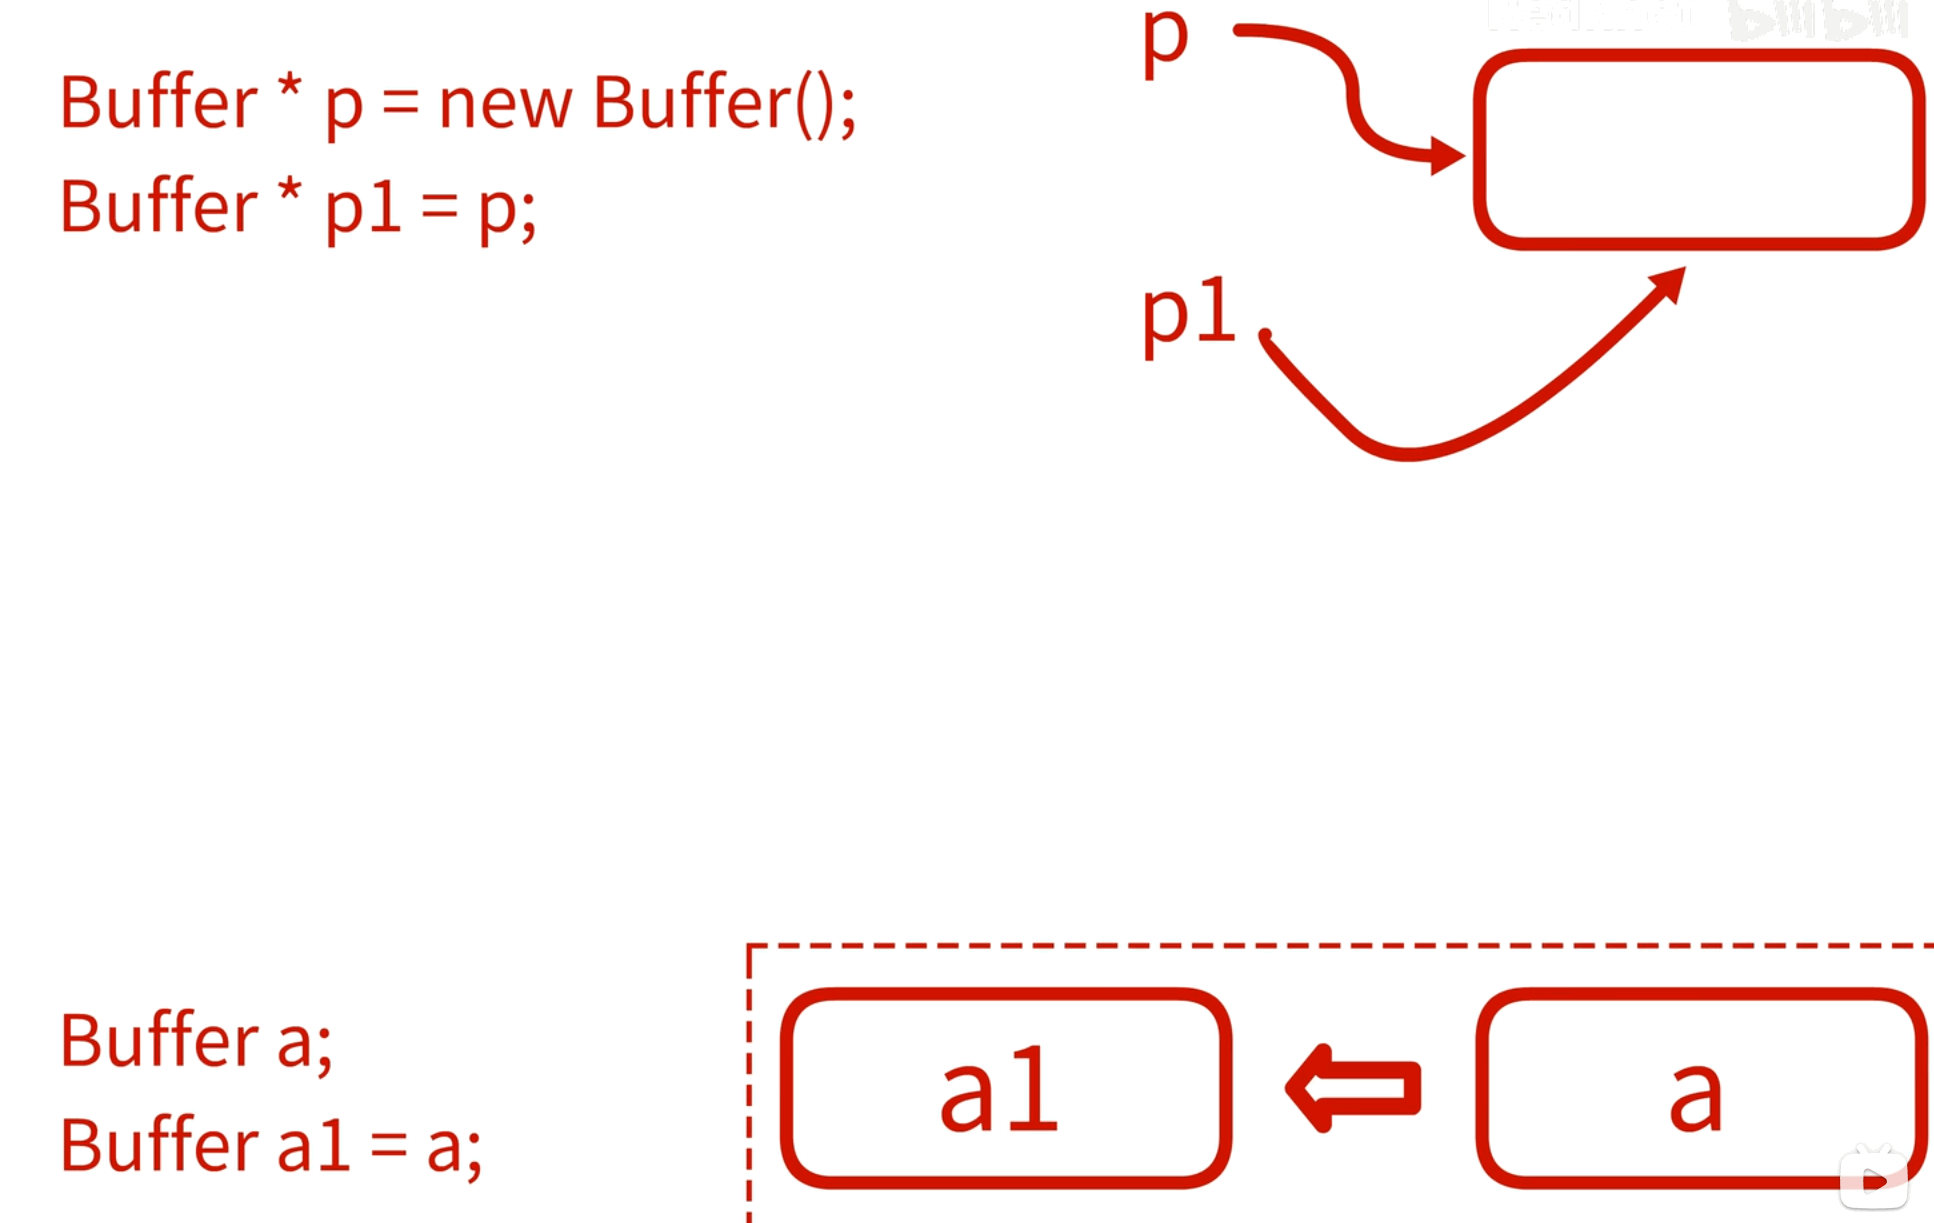 Buffer * p = new Buffer();
Buffer * p1 = p;
p
p1
Buffer a;
Buffer a1 = a;
a1
a